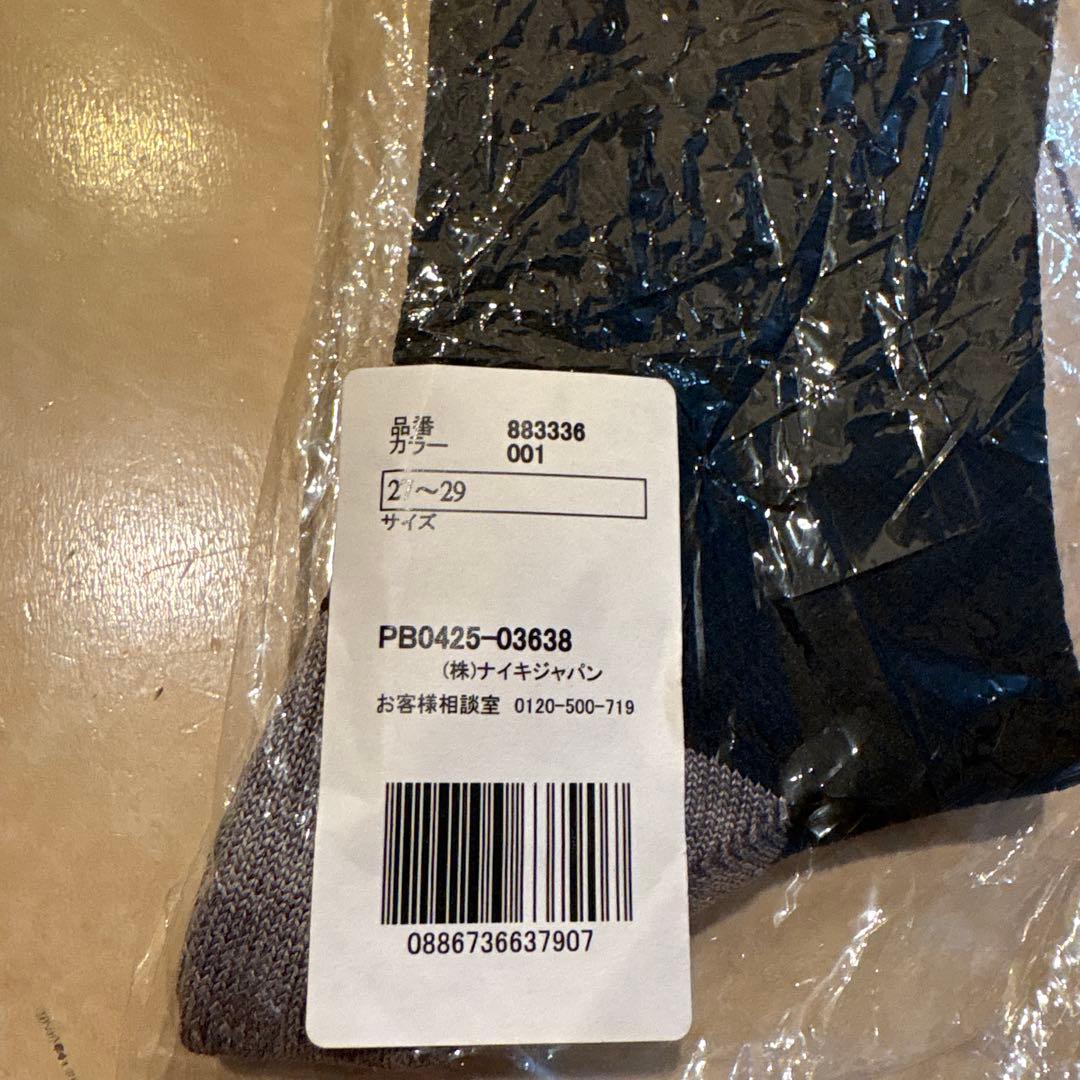 品番 883336
カラー 001
27～29
サイズ
PB0425-03638
(株)ナイキジャパン
お客様相談室 0120-500-719
0886736637907